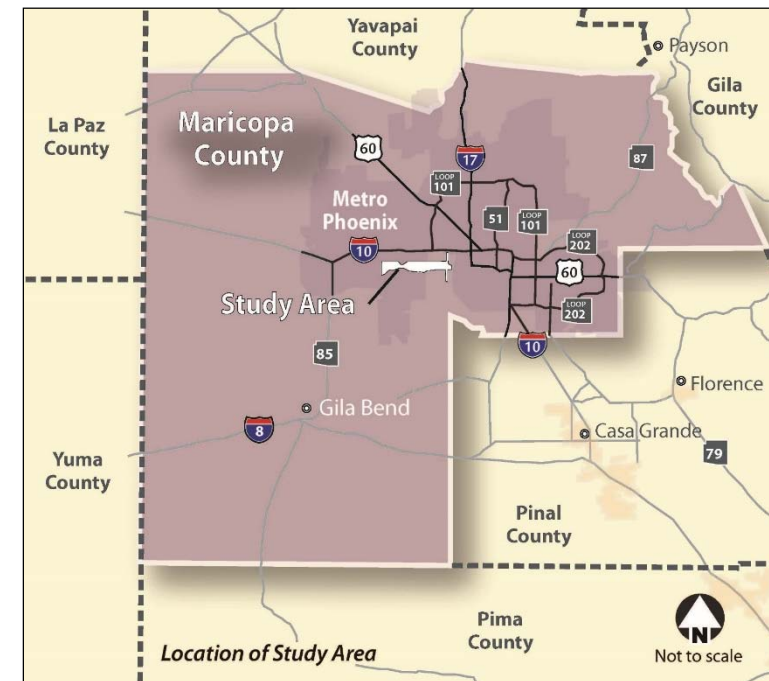 Yavapai
County
Payson
Gila
County
La Paz
County
Maricopa
County
60
17
87
LOOP
101
Metro
Phoenix
51
LOOP
101
LOOP
202
10
60
Study Area
LOOP
202
85
10
Gila Bend
Florence
8
Casa Grande
79
Yuma
County
Pinal
County
Pima
County
Location of Study Area
N
Not to scale